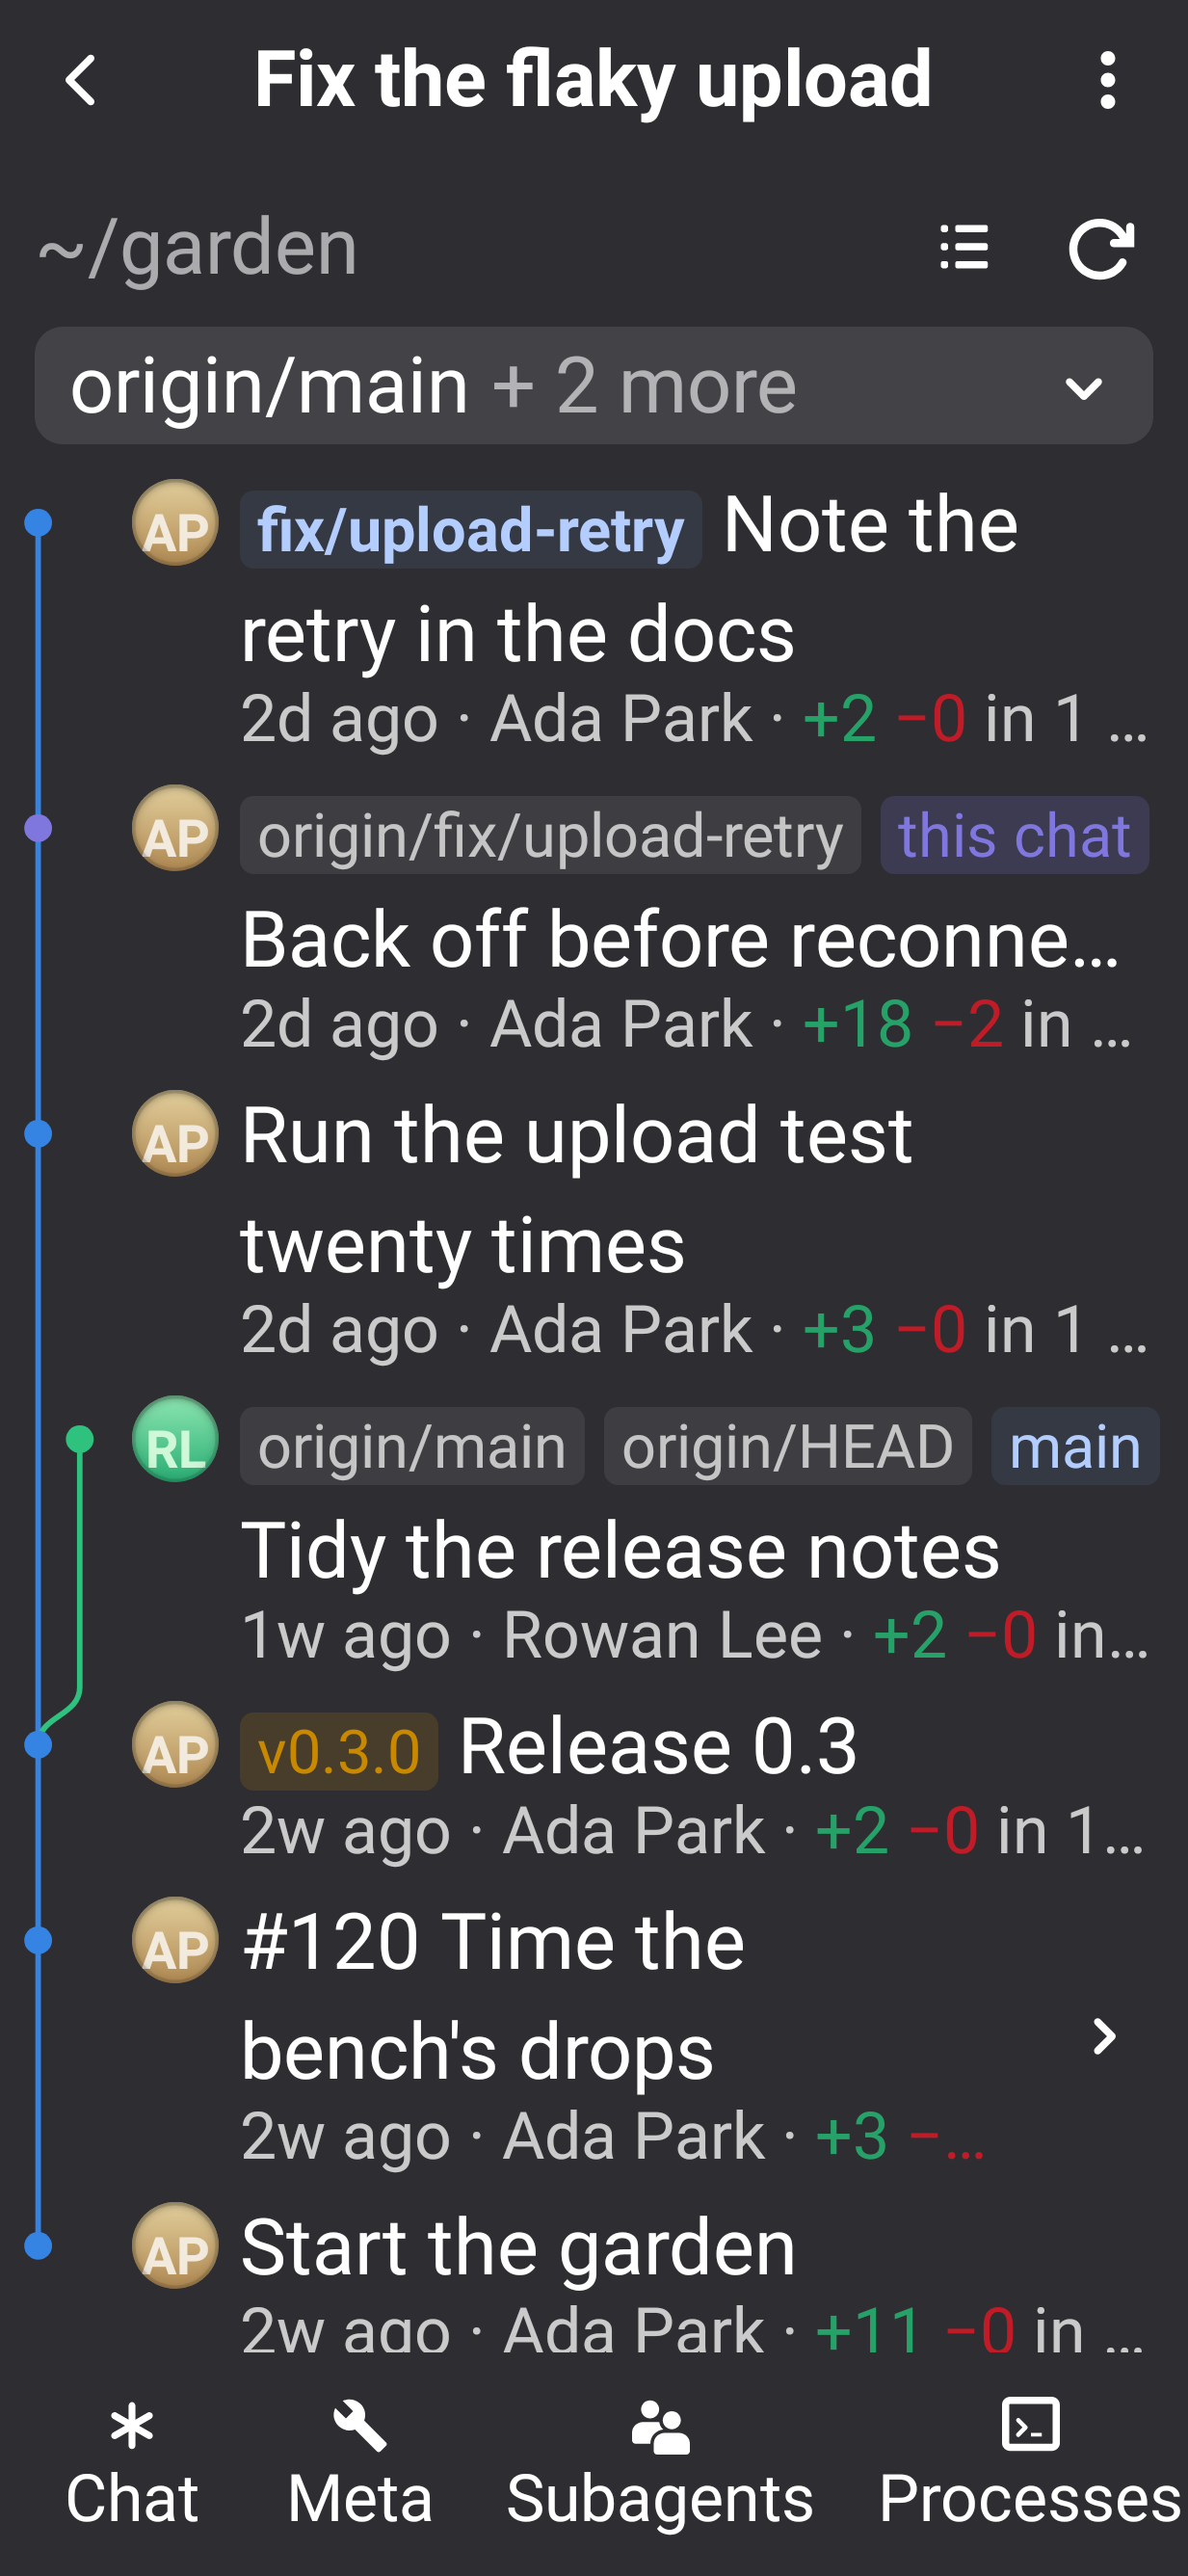 Fix the flaky upload
~/garden
origin/main + 2 more
AP fix/upload-retry Note the
retry in the docs
2d ago · Ada Park · +2 −0 in 1 …
AP origin/fix/upload-retry this chat
Back off before reconne…
2d ago · Ada Park · +18 −2 in …
AP Run the upload test
twenty times
2d ago · Ada Park · +3 −0 in 1 …
RL origin/main origin/HEAD main
Tidy the release notes
1w ago · Rowan Lee · +2 −0 in…
AP v0.3.0 Release 0.3
2w ago · Ada Park · +2 −0 in 1…
AP #120 Time the
bench's drops
2w ago · Ada Park · +3 −…
AP Start the garden
2w ago · Ada Park · +11 −0 in …
Chat Meta Subagents Processes